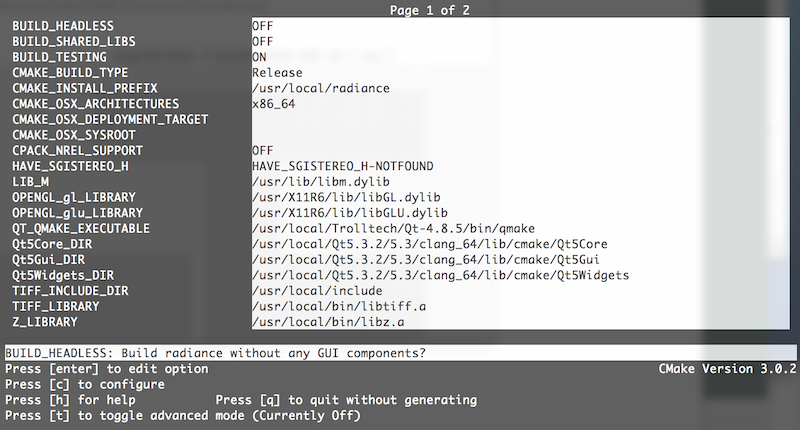 Page 1 of 2
BUILD_HEADLESS OFF
BUILD_SHARED_LIBS OFF
BUILD_TESTING ON
CMAKE_BUILD_TYPE Release
CMAKE_INSTALL_PREFIX /usr/local/radiance
CMAKE_OSX_ARCHITECTURES x86_64
CMAKE_OSX_DEPLOYMENT_TARGET
CMAKE_OSX_SYSROOT
CPACK_NREL_SUPPORT OFF
HAVE_SGISTEREO_H HAVE_SGISTEREO_H-NOTFOUND
LIB_M /usr/lib/libm.dylib
OPENGL_gl_LIBRARY /usr/X11R6/lib/libGL.dylib
OPENGL_glu_LIBRARY /usr/X11R6/lib/libGLU.dylib
QT_QMAKE_EXECUTABLE /usr/local/Trolltech/Qt-4.8.5/bin/qmake
Qt5Core_DIR /usr/local/Qt5.3.2/5.3/clang_64/lib/cmake/Qt5Core
Qt5Gui_DIR /usr/local/Qt5.3.2/5.3/clang_64/lib/cmake/Qt5Gui
Qt5Widgets_DIR /usr/local/Qt5.3.2/5.3/clang_64/lib/cmake/Qt5Widgets
TIFF_INCLUDE_DIR /usr/local/include
TIFF_LIBRARY /usr/local/bin/libtiff.a
Z_LIBRARY /usr/local/bin/libz.a
BUILD_HEADLESS: Build radiance without any GUI components?
Press [enter] to edit option CMake Version 3.0.2
Press [c] to configure
Press [h] for help Press [q] to quit without generating
Press [t] to toggle advanced mode (Currently Off)